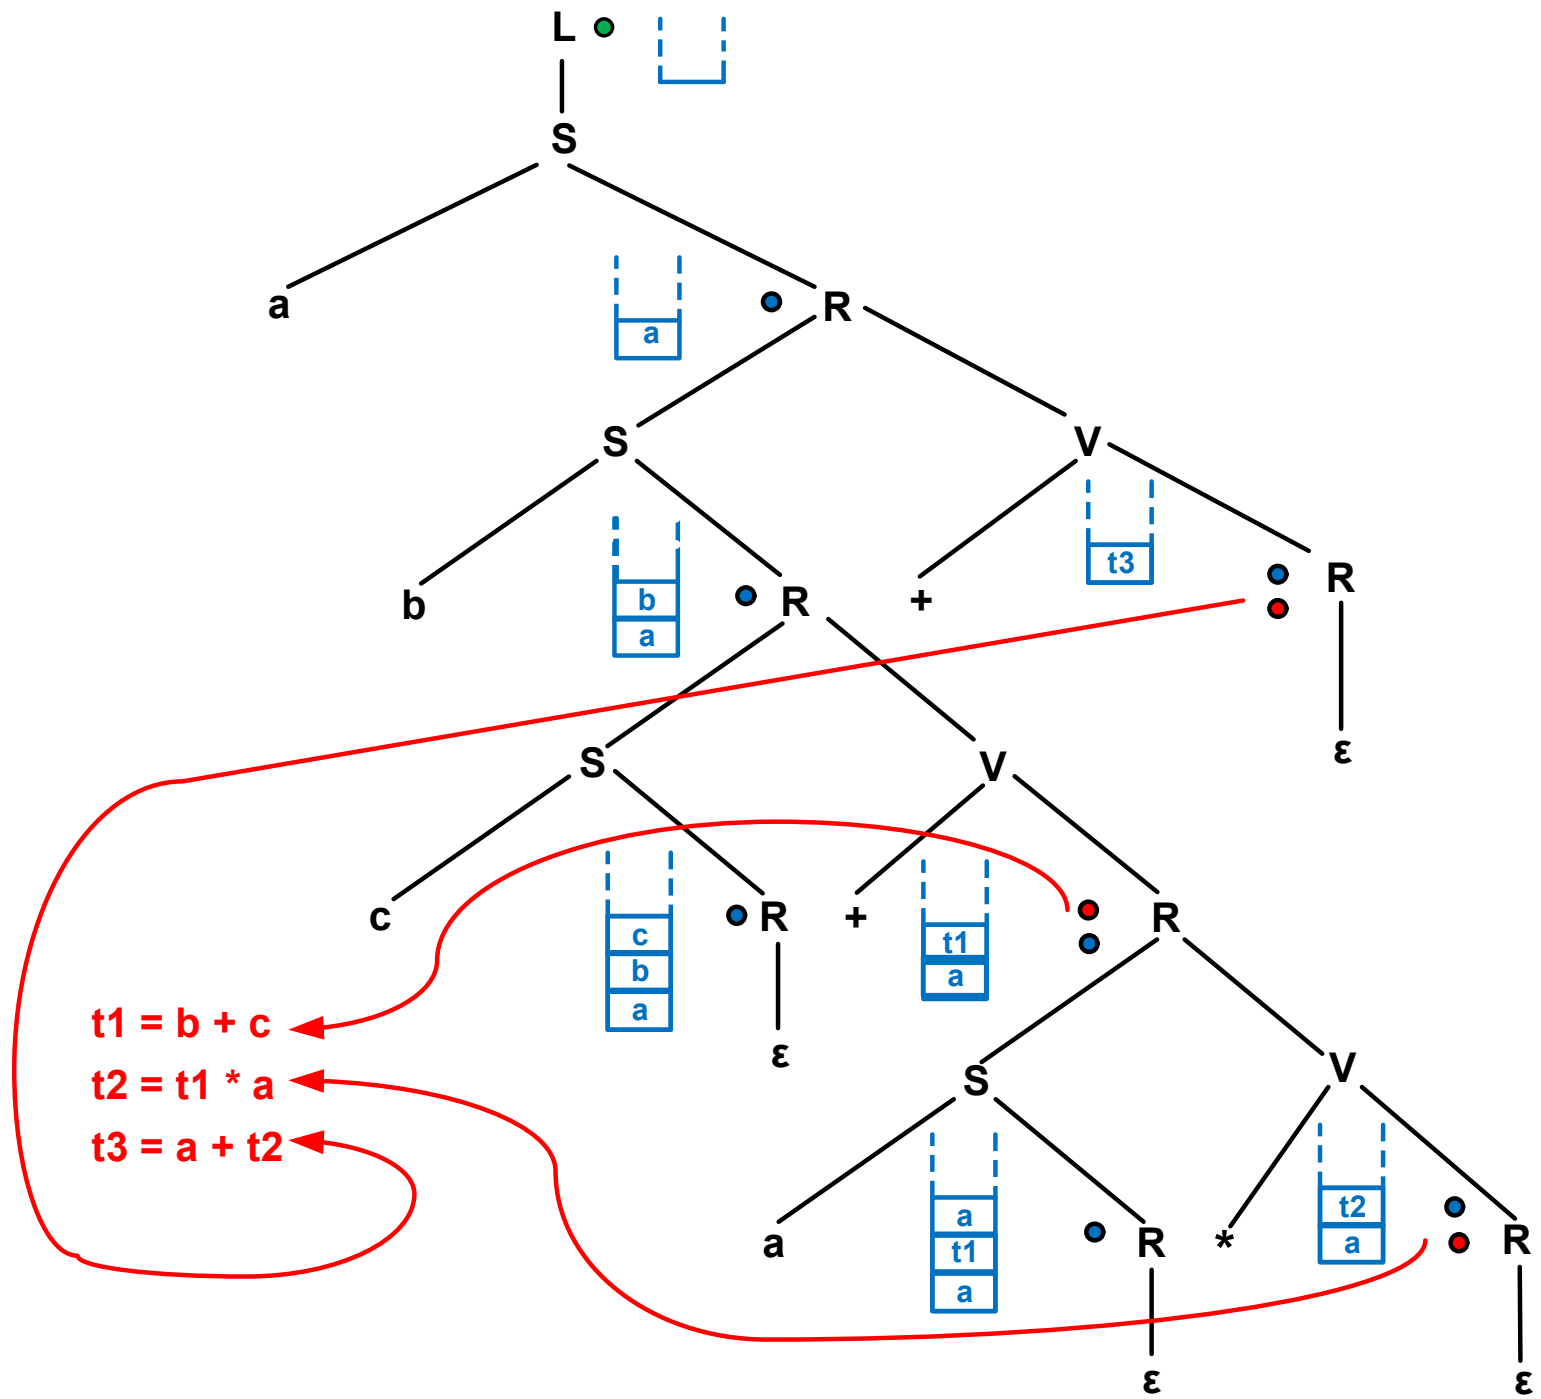 L
S
a
a
R
S
V
t3
R
b
b
a
R
+
ε
S
V
c
c
b
a
R
+
t1
a
R
t1 = b + c
ε
t2 = t1 * a
S
V
t3 = a + t2
a
a
t1
a
R
*
t2
a
R
ε
ε